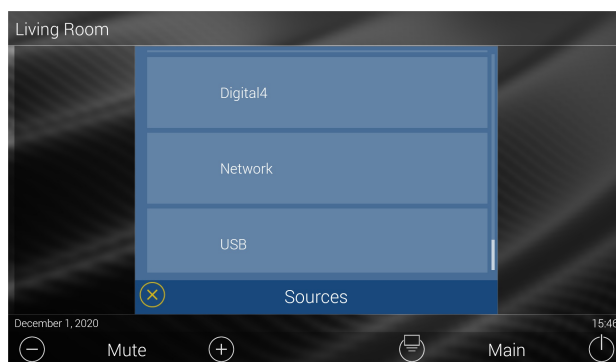 Living Room
Digital4
Network
USB
Sources
December 1, 2020 15:46
Mute Main